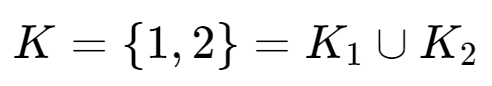 K = {1, 2} = K₁ ∪ K₂